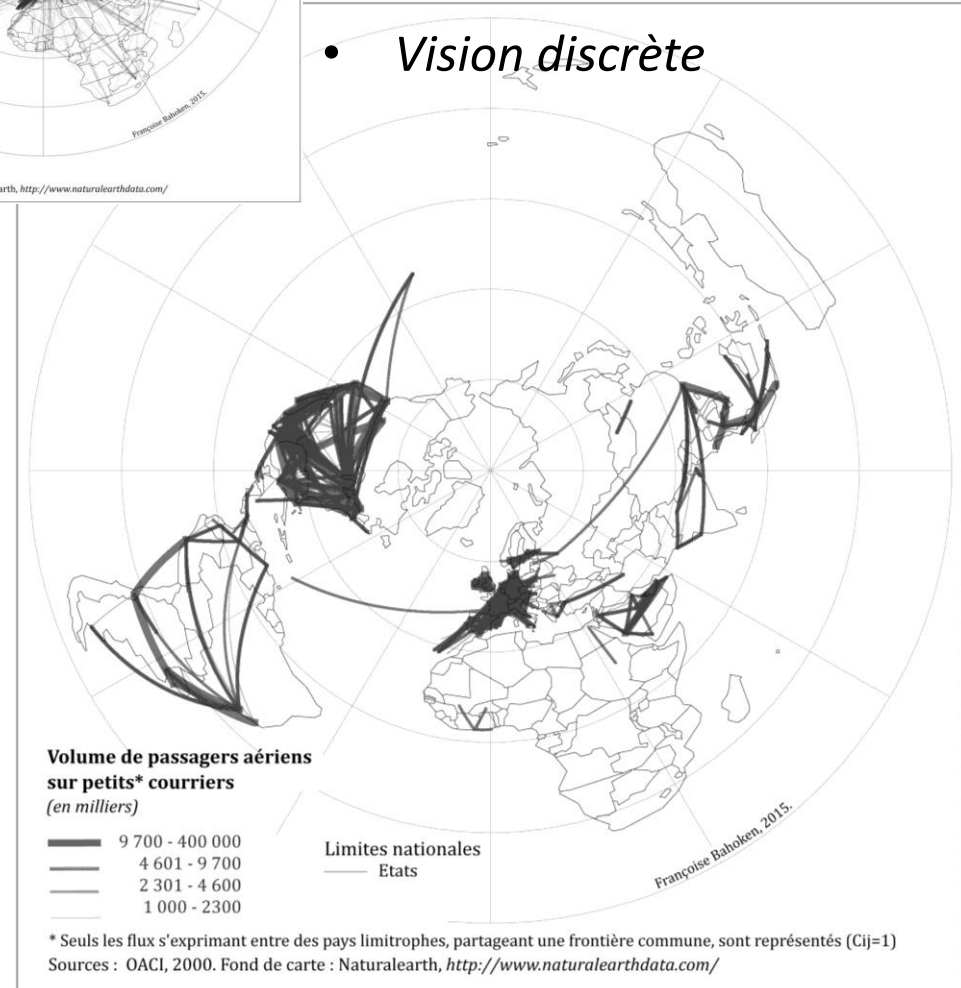 Françoise Bahoken, 2015.
arth, http://www.naturalearthdata.com/
• Vision discrète
Volume de passagers aériens
sur petits* courriers
(en milliers)
9 700 - 400 000
4 601 - 9 700
2 301 - 4 600
1 000 - 2300
Limites nationales
Etats
Françoise Bahoken, 2015.
* Seuls les flux s'exprimant entre des pays limitrophes, partageant une frontière commune, sont représentés (Cij=1)
Sources : OACI, 2000. Fond de carte : Naturalearth, http://www.naturalearthdata.com/